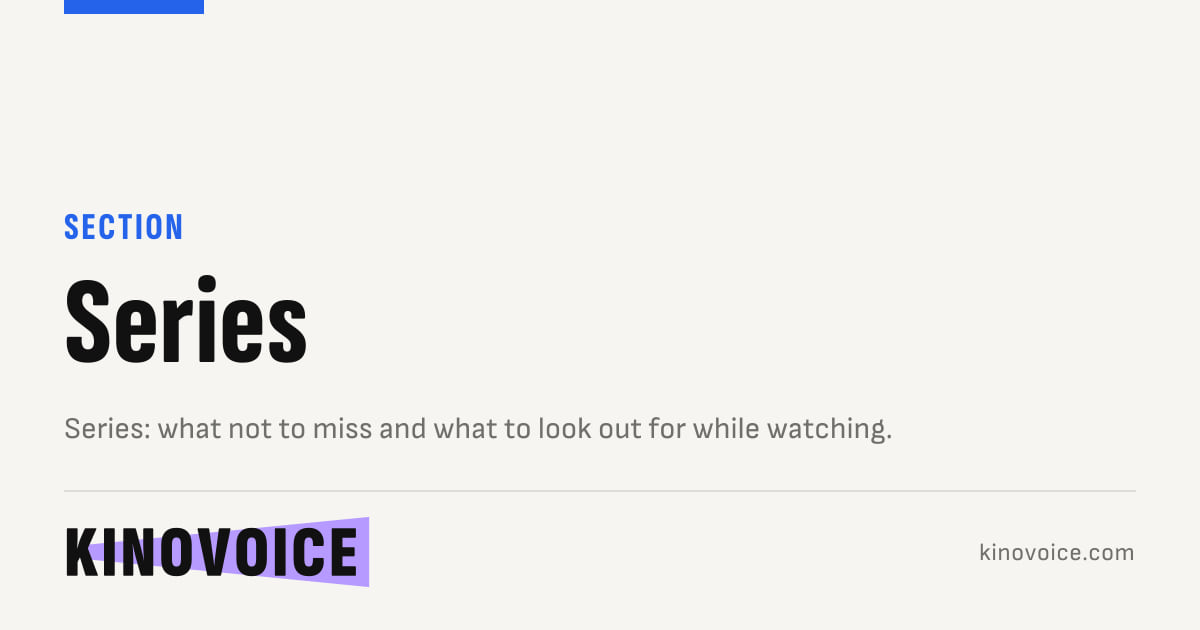 SECTION
Series
Series: what not to miss and what to look out for while watching.
KINOVOICE
kinovoice.com